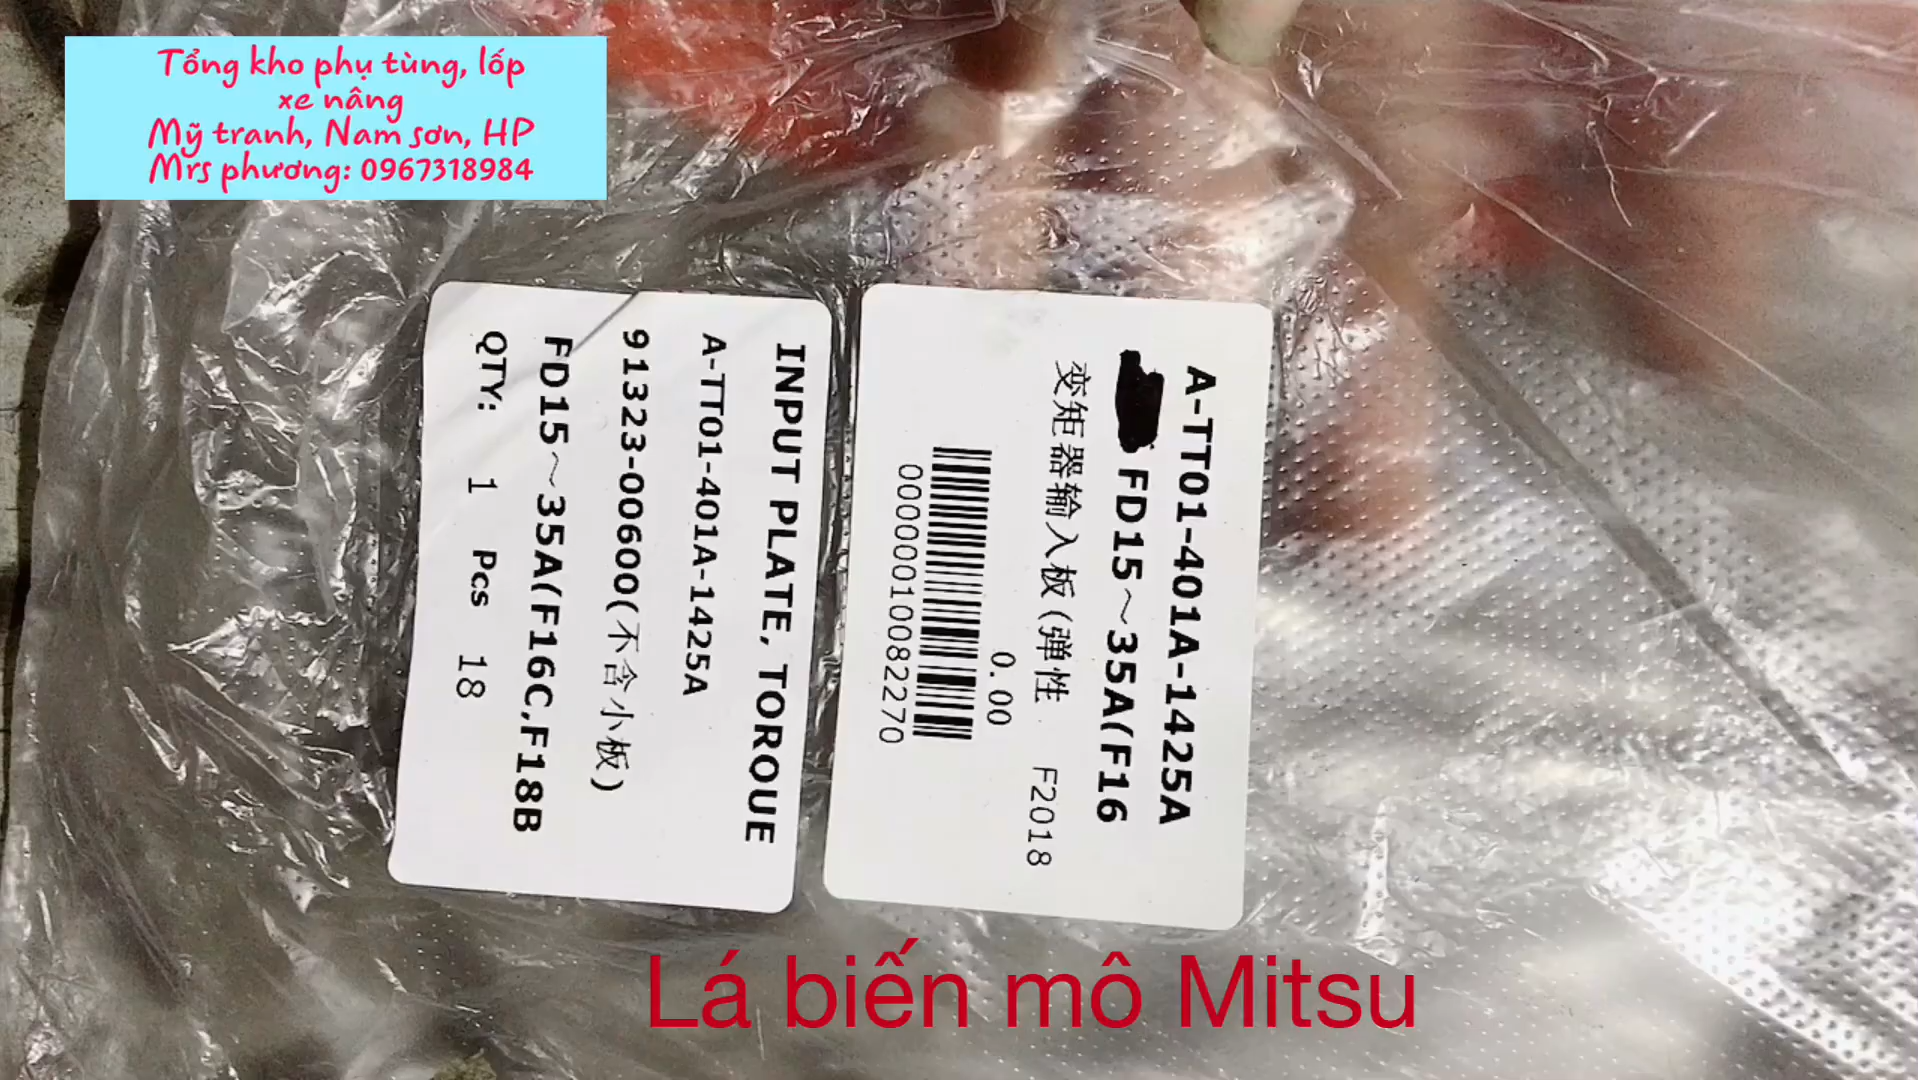 Tổng kho phụ tùng, lốp
xe nâng
Mỹ tranh, Nam sơn, HP
Mrs phương: 0967318984
INPUT PLATE, TORQUE
A-TT01-401A-1425A
91323-00600(不含小板)
FD15～35A(F16C,F18B
QTY: 1 Pcs 18
A-TT01-401A-1425A
FD15～35A(F16
变矩器输入板(弹性 F2018
0.00
00000010082270
Lá biến mô Mitsu